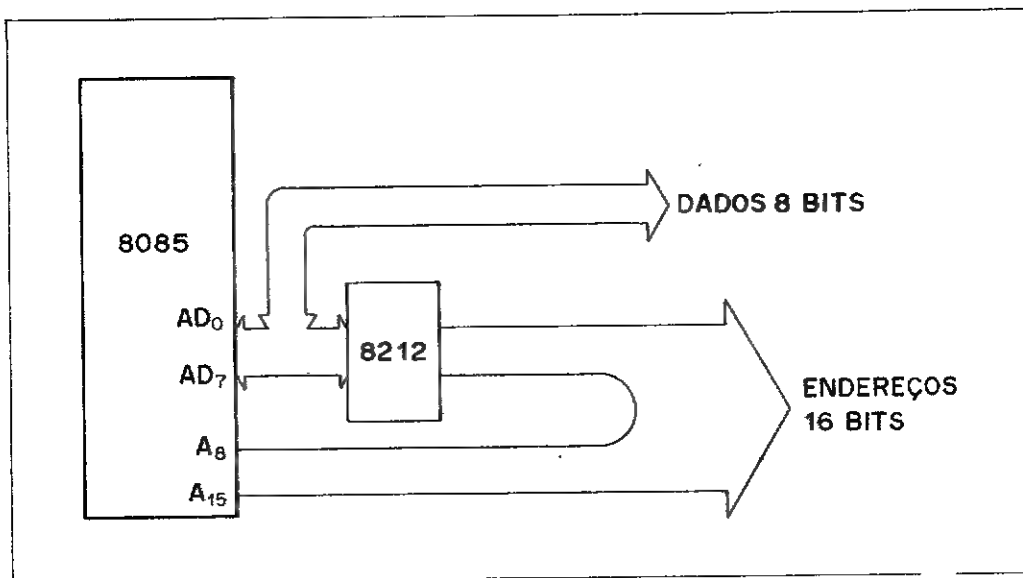 DADOS 8 BITS
8085
AD₀
8212
AD₇
ENDEREÇOS
16 BITS
A₈
A₁₅